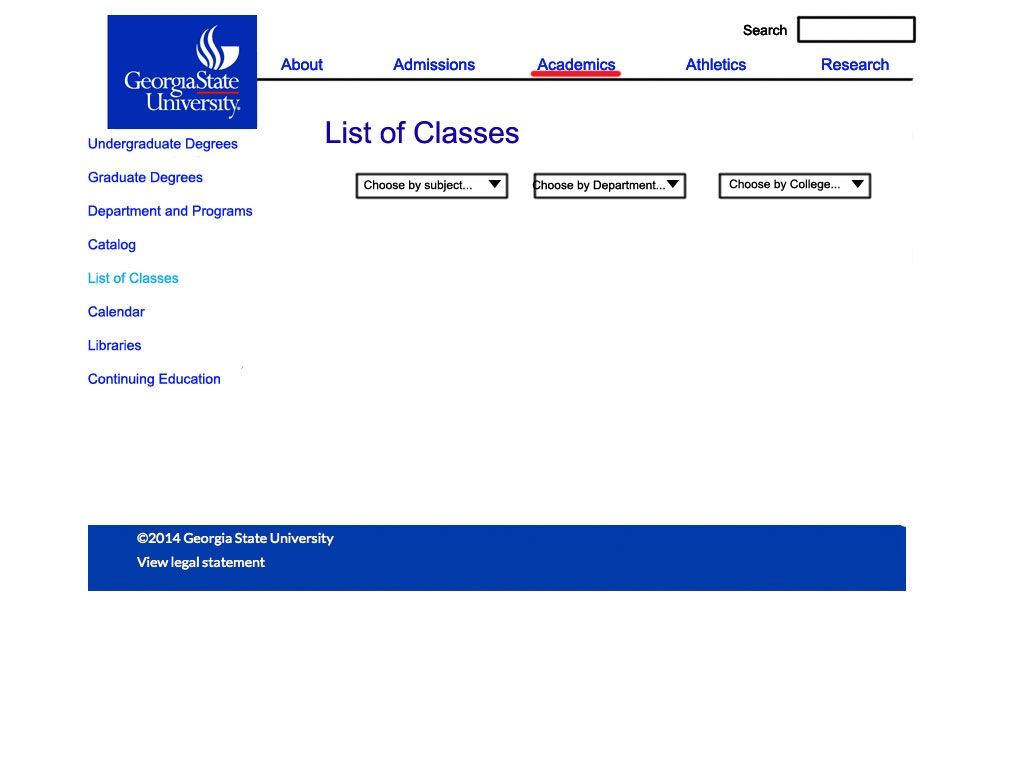 Search
GeorgiaState
University.
About Admissions Academics Athletics Research
List of Classes
Choose by subject... Choose by Department... Choose by College...
Undergraduate Degrees
Graduate Degrees
Department and Programs
Catalog
List of Classes
Calendar
Libraries
Continuing Education
©2014 Georgia State University
View legal statement